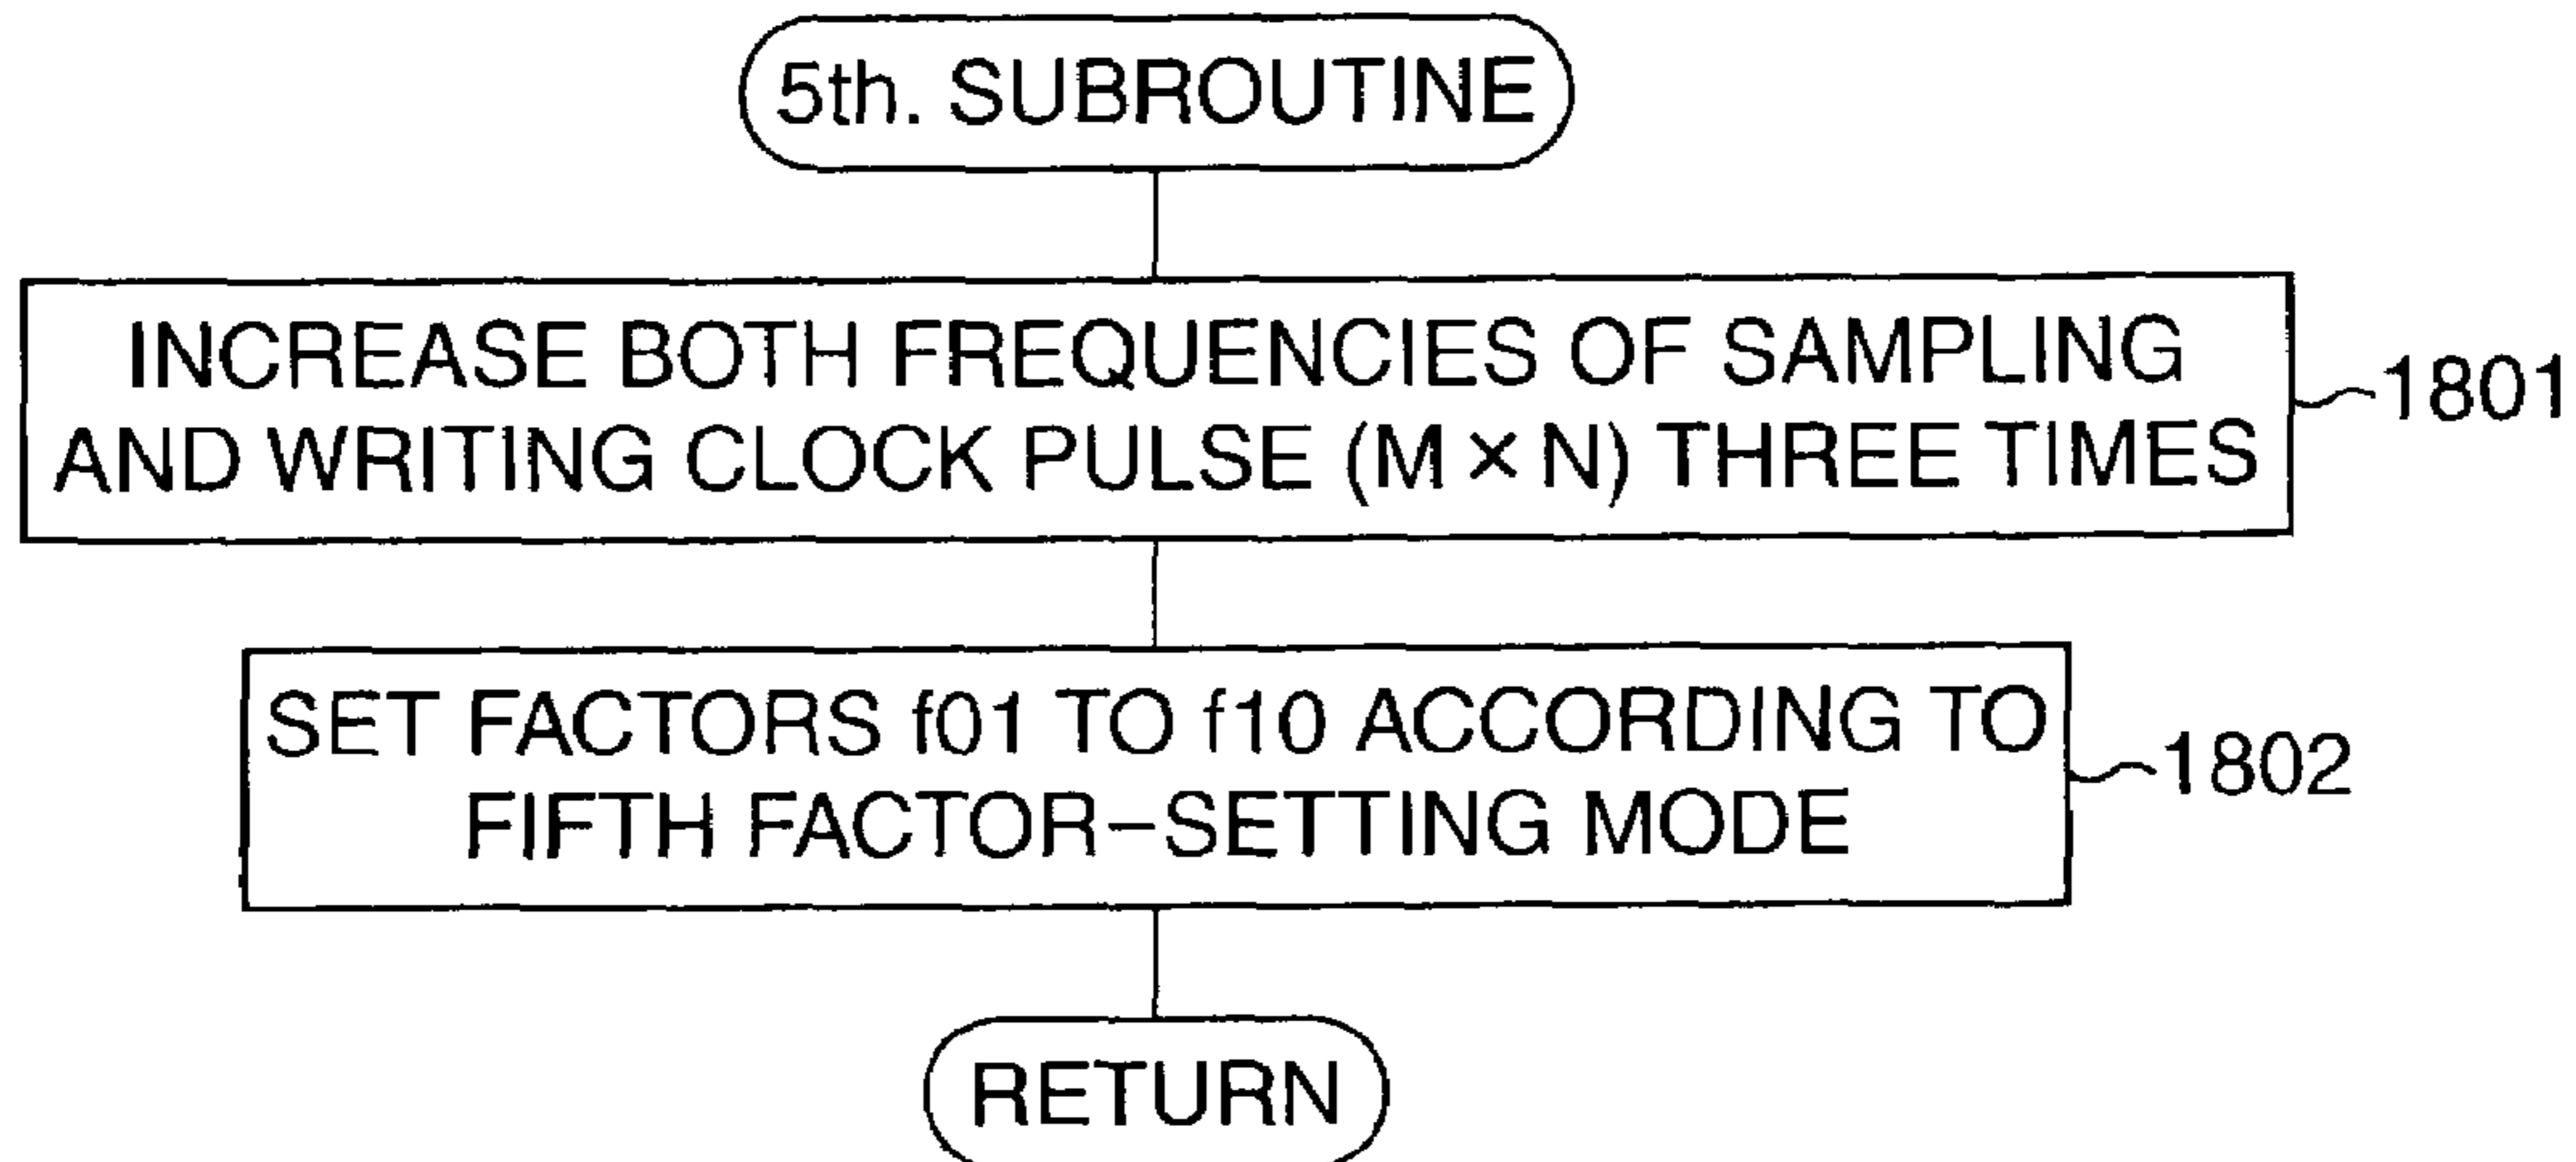 5th. SUBROUTINE
INCREASE BOTH FREQUENCIES OF SAMPLING
AND WRITING CLOCK PULSE (M × N) THREE TIMES
1801
SET FACTORS f01 TO f10 ACCORDING TO
FIFTH FACTOR-SETTING MODE
1802
RETURN